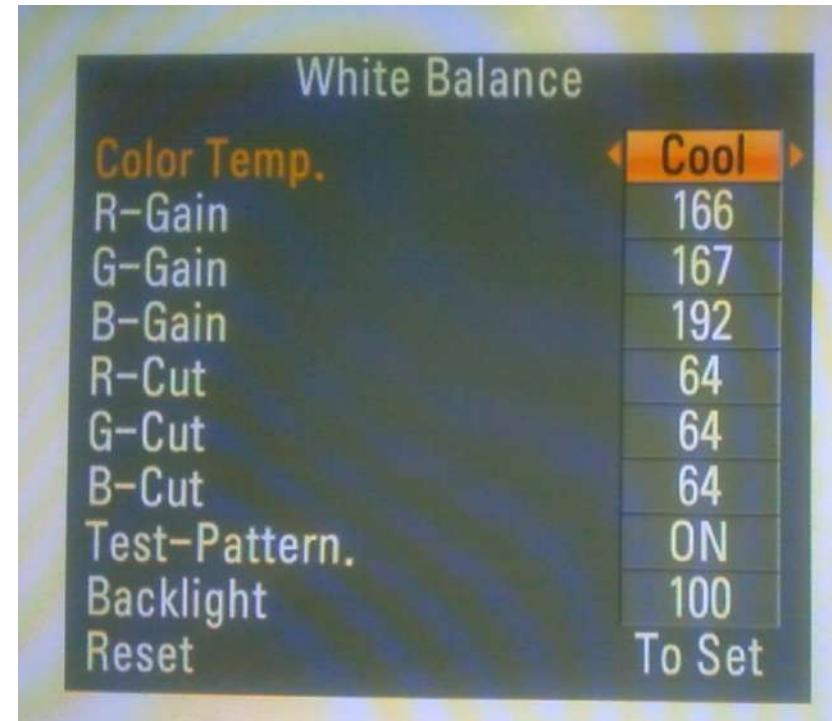 White Balance
Color Temp. Cool
R-Gain 166
G-Gain 167
B-Gain 192
R-Cut 64
G-Cut 64
B-Cut 64
Test-Pattern. ON
Backlight 100
Reset To Set